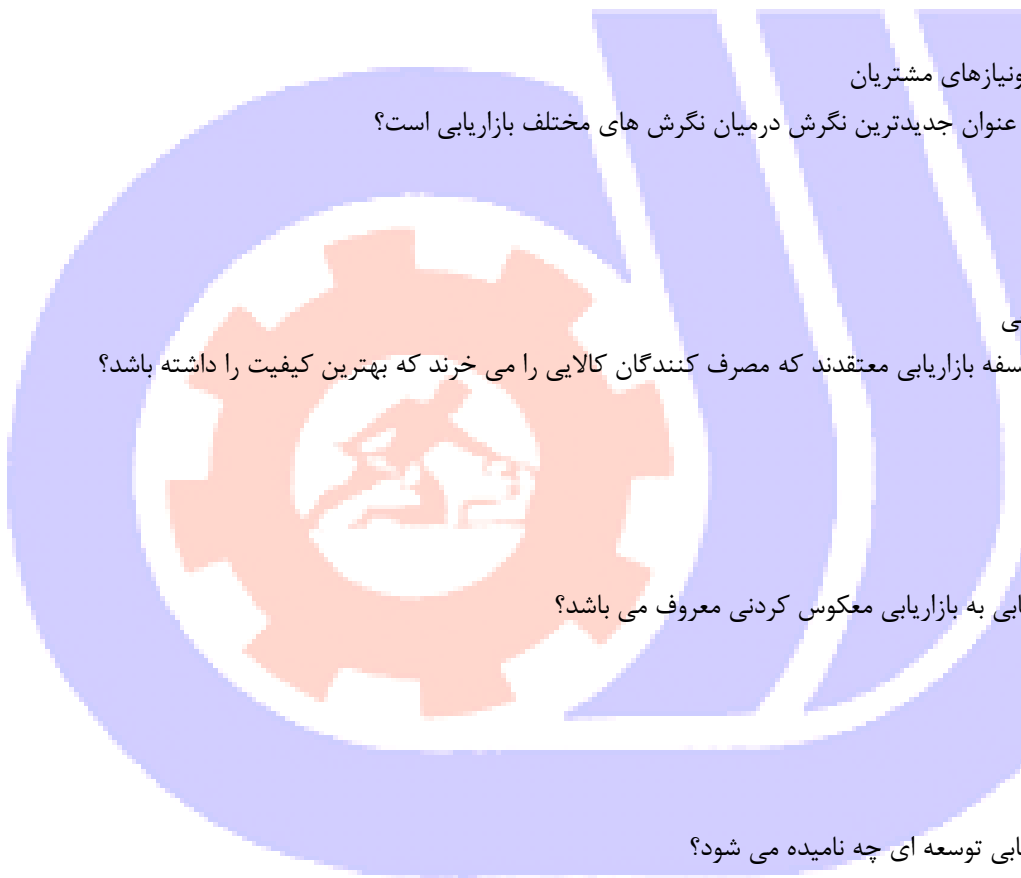 ونیازهای مشتریان
عنوان جدیدترین نگرش درمیان نگرش های مختلف بازاریابی است؟
ی
سفه بازاریابی معتقدند که مصرف کنندگان کالایی را می خرند که بهترین کیفیت را داشته باشد؟
ابی به بازاریابی معکوس کردنی معروف می باشد؟
ابی توسعه ای چه نامیده می شود؟